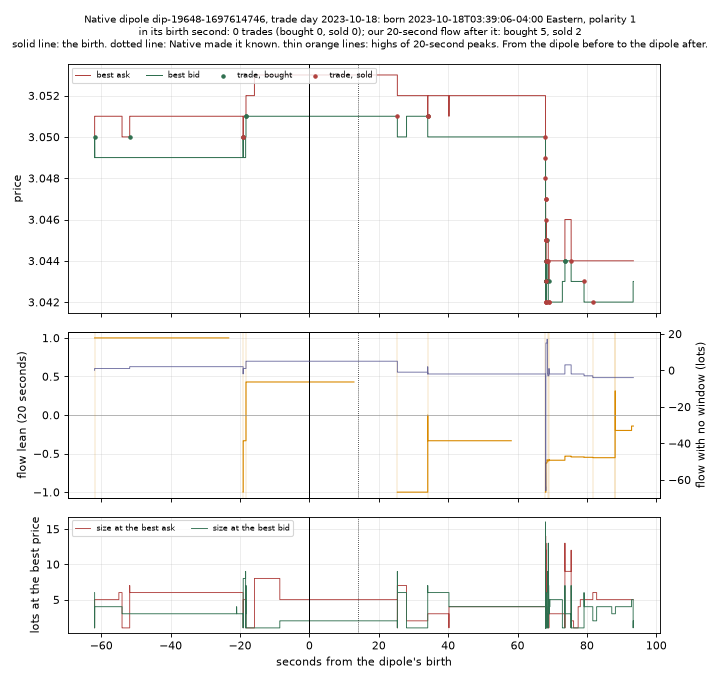 Native dipole dip-19648-1697614746, trade day 2023-10-18: born 2023-10-18T03:39:06-04:00 Eastern, polarity 1
in its birth second: 0 trades (bought 0, sold 0); our 20-second flow after it: bought 5, sold 2
solid line: the birth. dotted line: Native made it known. thin orange lines: highs of 20-second peaks. From the dipole before to the dipole after.
best ask
best bid
trade, bought
trade, sold
3.052
3.050
3.048
3.046
3.044
3.042
price
1.0
0.5
0.0
−0.5
−1.0
flow lean (20 seconds)
20
0
−20
−40
−60
flow with no window (lots)
size at the best ask
size at the best bid
15
10
5
lots at the best price
−60
−40
−20
0
20
40
60
80
100
seconds from the dipole's birth